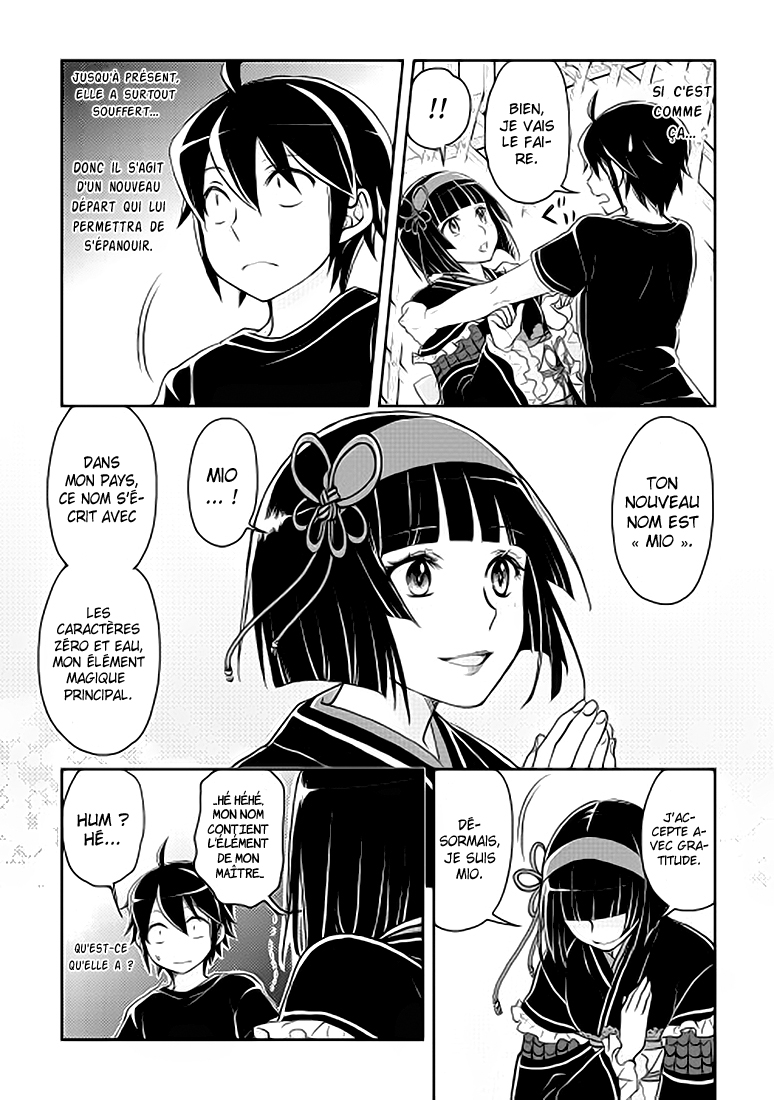 SI C'EST
COMME
ÇA...
BIEN,
JE VAIS
LE FAI-
RE.
!!
JUSQU'À PRÉSENT,
ELLE A SURTOUT
SOUFFERT...
DONC IL S'AGIT
D'UN NOUVEAU
DÉPART QUI LUI
PERMETTRA DE
S'ÉPANOUIR.
TON
NOUVEAU
NOM EST
« MIO ».
MIO
... !
DANS
MON PAYS,
CE NOM S'É-
CRIT AVEC
LES
CARACTÈRES
ZÉRO ET EAU,
MON ÉLÉMENT
MAGIQUE
PRINCIPAL.
J'AC-
CEPTE A-
VEC GRA-
TITUDE.
DÉ-
SORMAIS,
JE SUIS
MIO.
..HÉ HÉHÉ.
MON NOM
CONTIENT
L'ÉLÉMENT
DE MON
MAÎTRE..
HUM ?
HÉ...
QU'EST-CE
QU'ELLE A ?